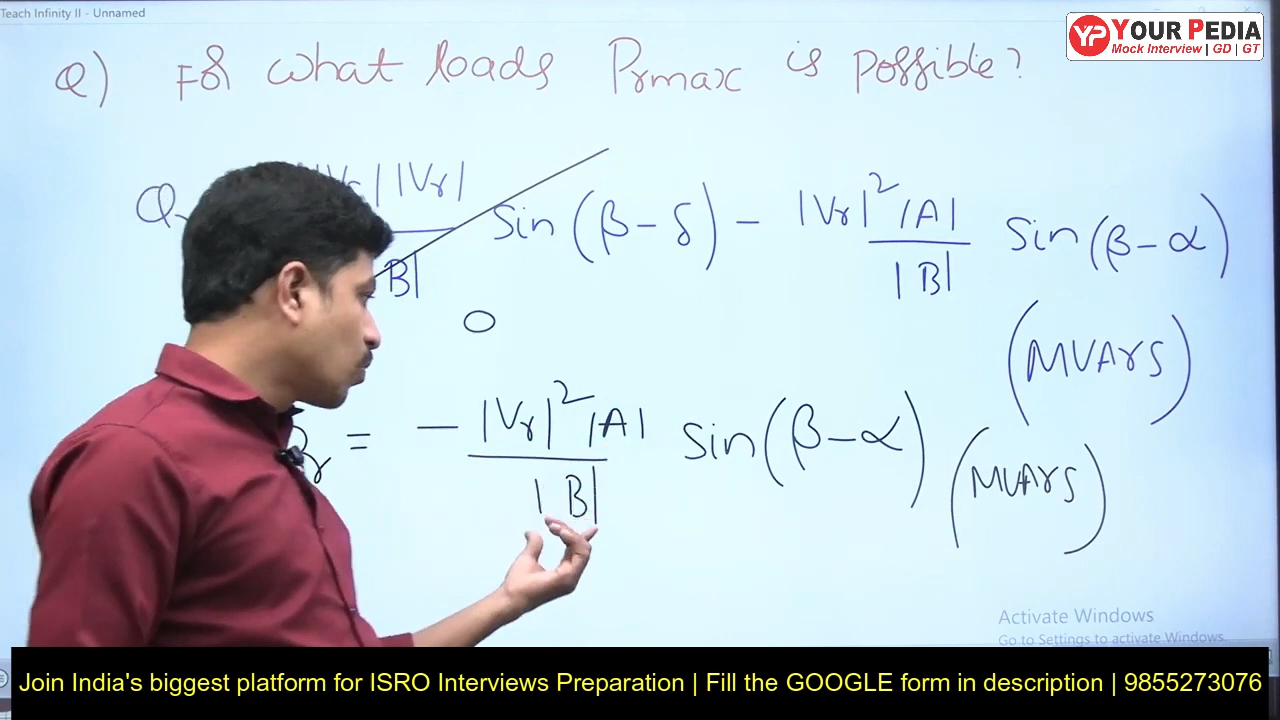 Teach Infinity II - Unnamed
YP YOUR PEDIA
Mock Interview | GD | GT
Q) For what loads Prmax is possible?
|Vr| Sin (β - δ) - |Vr|² |A| Sin (β - α)
B| |B|
0 (MVArs)
r = - |Vr|² |A| Sin (β - α) (MVArs)
|B|
Activate Windows
Go to Settings to activate Windows.
Join India's biggest platform for ISRO Interviews Preparation | Fill the GOOGLE form in description | 9855273076